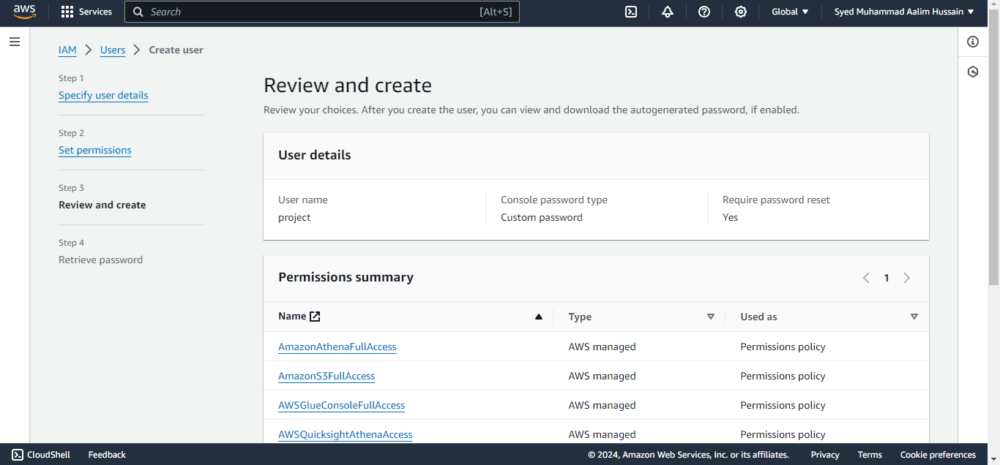 aws Services Search [Alt+S] Global Syed Muhammad Aalim Hussain
IAM Users Create user
Step 1
Specify user details
Step 2
Set permissions
Step 3
Review and create
Step 4
Retrieve password
Review and create
Review your choices. After you create the user, you can view and download the autogenerated password, if enabled.
User details
User name Console password type Require password reset
project Custom password Yes
Permissions summary 1
Name Type Used as
AmazonAthenaFullAccess AWS managed Permissions policy
AmazonS3FullAccess AWS managed Permissions policy
AWSGlueConsoleFullAccess AWS managed Permissions policy
AWSQuicksightAthenaAccess AWS managed Permissions policy
CloudShell Feedback © 2024, Amazon Web Services, Inc. or its affiliates. Privacy Terms Cookie preferences